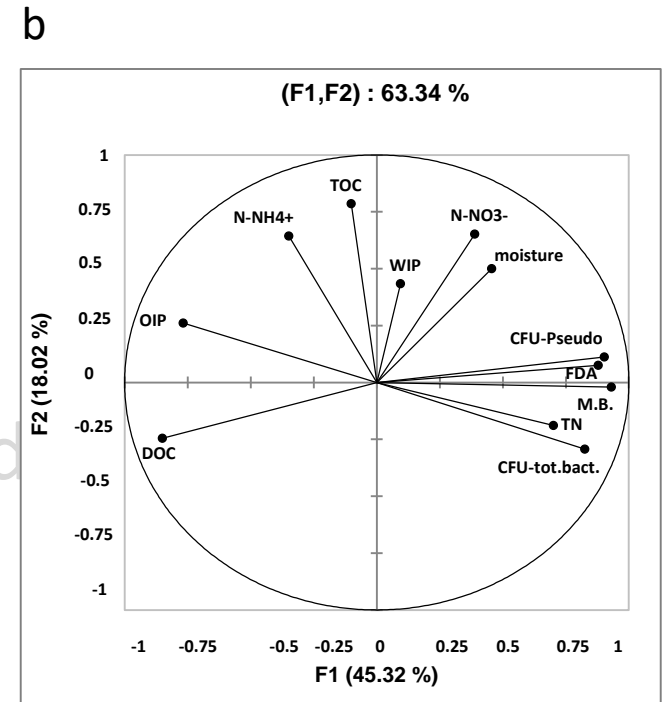 b
(F1,F2) : 63.34 %
1
TOC
0.75
N-NH4+
N-NO3-
0.5
WIP
moisture
0.25
OIP
CFU-Pseudo
0
FDA
F2 (18.02 %)
M.B.
-0.25
TN
DOC
CFU-tot.bact.
-0.5
-0.75
-1
-1 -0.75 -0.5 -0.25 0 0.25 0.5 0.75 1
F1 (45.32 %)